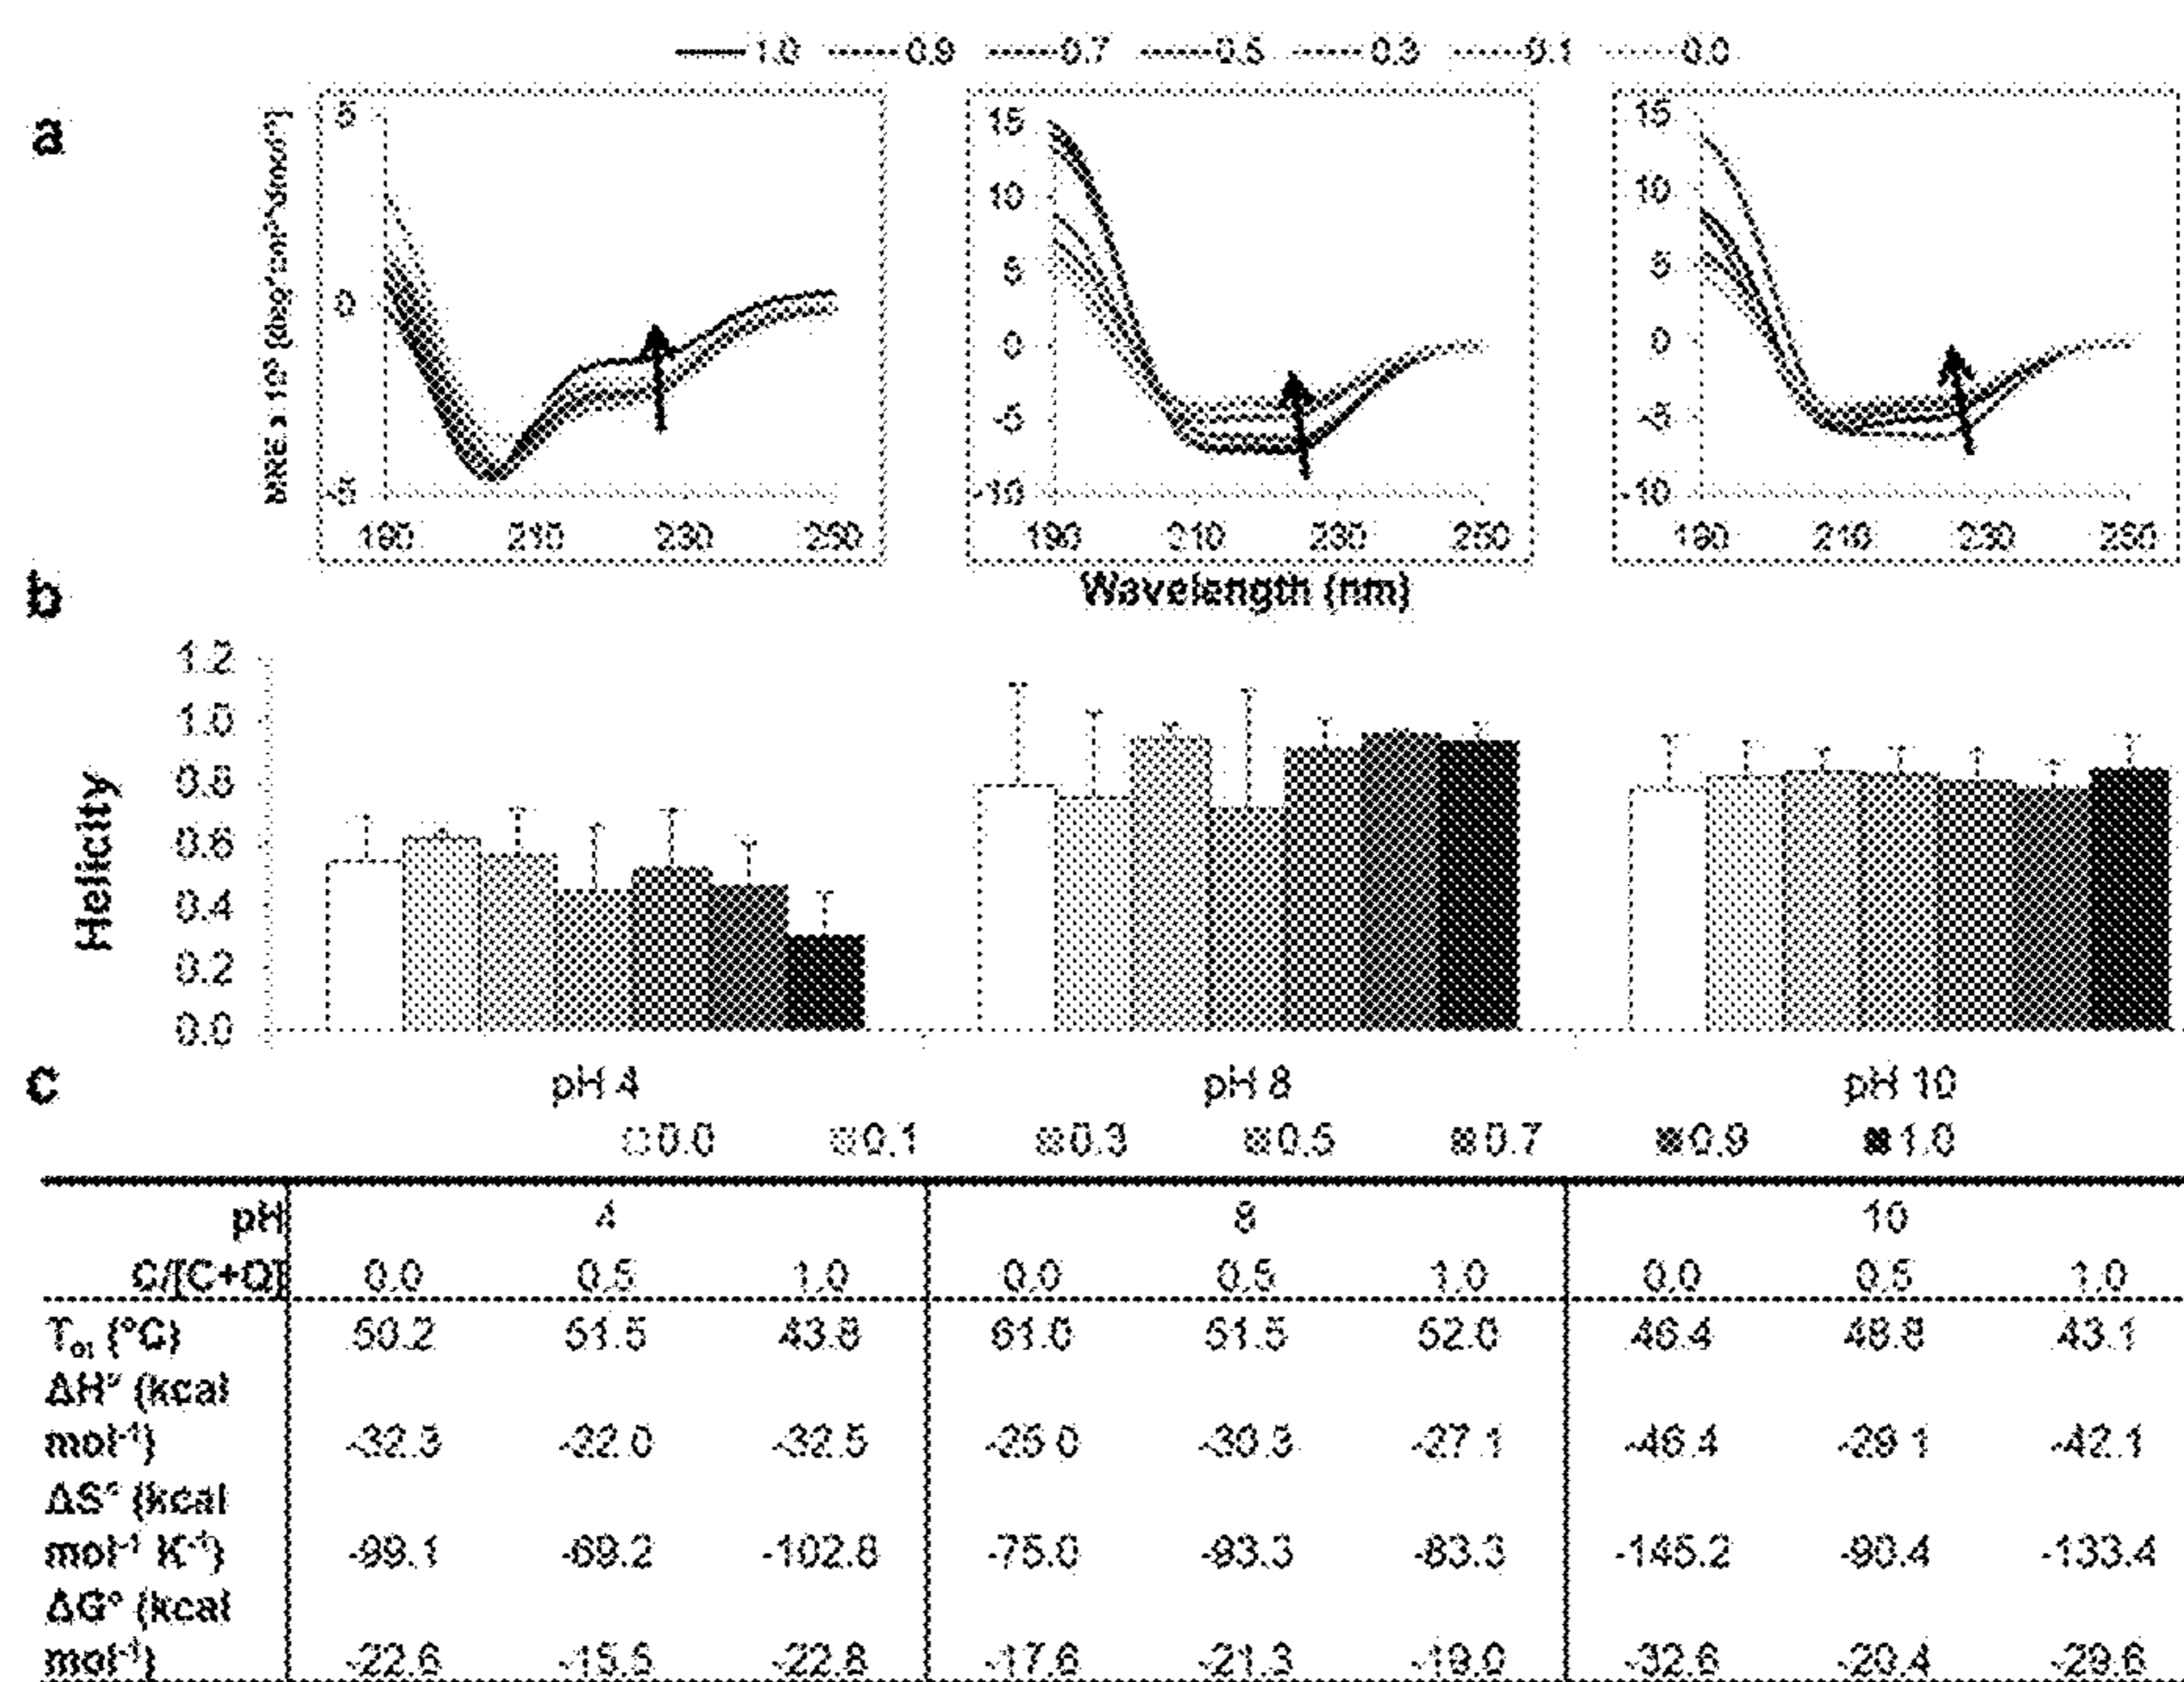 1.0 0.9 0.7 0.5 0.3 0.1 0.0
a
MRE x 10³ (deg*cm²*dmol⁻¹)
5 0 -5
190 210 230 250
15 10 5 0 -5 -10
190 210 230 250
15 10 5 0 -5 -10
190 210 230 250
Wavelength (nm)
b
Helicity
1.2
1.0
0.8
0.6
0.4
0.2
0.0
pH 4 pH 8 pH 10
0.0 0.1 0.3 0.5 0.7 0.9 1.0
c
pH 4 8 10
C/[C+Q] 0.0 0.5 1.0 0.0 0.5 1.0 0.0 0.5 1.0
(°C) 50.2 51.5 43.8 51.5 52.0 46.4 48.8 43.1
ΔH° (kcal
mol⁻¹) -32.3 -22.0 -32.5 -25.0 -30.3 -27.1 -46.4 -29.1 -42.1
ΔS° (kcal
mol⁻¹ K⁻¹) -99.1 -69.2 -102.8 -75.0 -93.3 -83.3 -145.2 -90.4 -133.4
ΔG° (kcal
mol⁻¹) -22.6 -15.5 -22.8 -17.6 -21.3 -19.0 -32.6 -20.4 -29.6